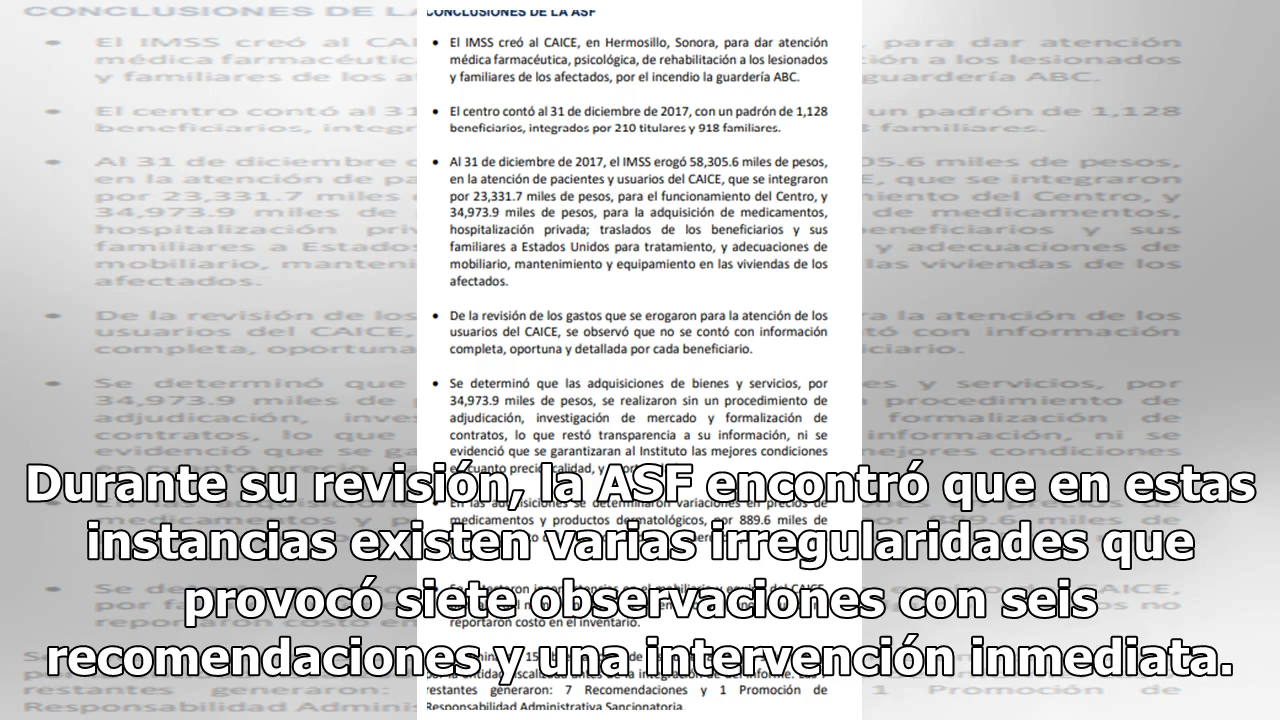 CONCLUSIONES DE LA ASF
El IMSS creó al CAICE, en Hermosillo, Sonora, para dar atención
médica farmacéutica, psicológica, de rehabilitación a los lesionados
y familiares de los afectados, por el incendio la guardería ABC.
El centro contó al 31 de diciembre de 2017, con un padrón de 1,128
beneficiarios, integrados por 210 titulares y 918 familiares.
Al 31 de diciembre de 2017, el IMSS erogó 58,305.6 miles de pesos,
en la atención de pacientes y usuarios del CAICE, que se integraron
por 23,331.7 miles de pesos, para el funcionamiento del Centro, y
34,973.9 miles de pesos, para la adquisición de medicamentos,
hospitalización privada; traslados de los beneficiarios y sus
familiares a Estados Unidos para tratamiento, y adecuaciones de
mobiliario, mantenimiento y equipamiento en las viviendas de los
afectados.
De la revisión de los gastos que se erogaron para la atención de los
usuarios del CAICE, se observó que no se contó con información
completa, oportuna y detallada por cada beneficiario.
Se determinó que las adquisiciones de bienes y servicios, por
34,973.9 miles de pesos, se realizaron sin un procedimiento de
adjudicación, investigación de mercado y formalización de
contratos, lo que restó transparencia a su información, ni se
evidenció que se garantizaran al Instituto las mejores condiciones
cuanto precio, calidad, y
En las adquisiciones se determinaron variaciones en precios de
medicamentos y productos dermatológicos, por 889.6 miles de
reportaron costo en el inventario.
restantes generaron: 7 Recomendaciones y 1 Promoción de
Responsabilidad Administrativa Sancionatoria.
Durante su revisión, la ASF encontró que en estas
instancias existen varias irregularidades que
provocó siete observaciones con seis
recomendaciones y una intervención inmediata.